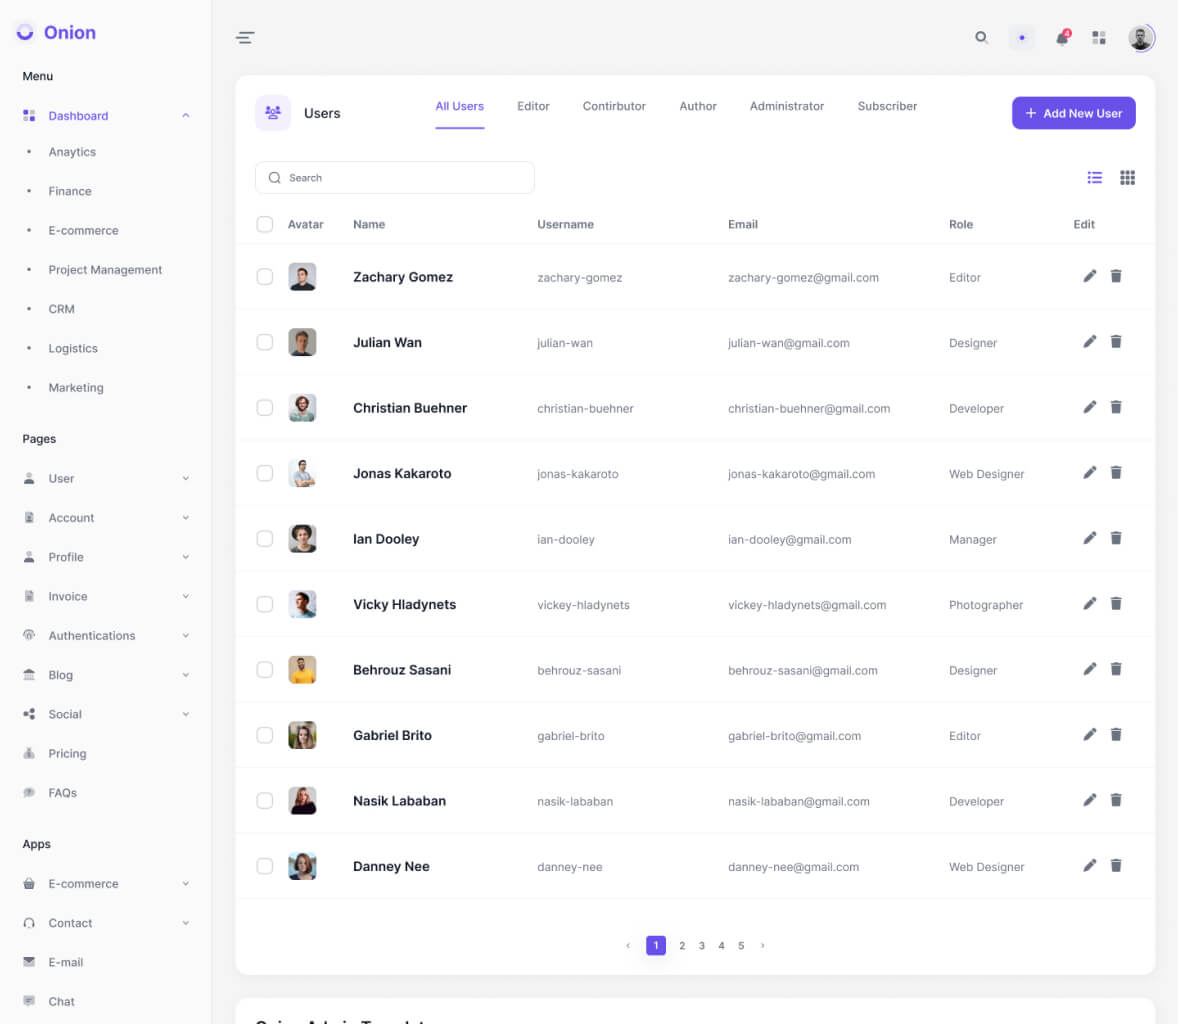 Onion
Menu
Dashboard
Anaytics
Finance
E-commerce
Project Management
CRM
Logistics
Marketing
Pages
User
Account
Profile
Invoice
Authentications
Blog
Social
Pricing
FAQs
Apps
E-commerce
Contact
E-mail
Chat
4
Users
All Users Editor Contirbutor Author Administrator Subscriber
+ Add New User
Search
Avatar Name Username Email Role Edit
Zachary Gomez zachary-gomez zachary-gomez@gmail.com Editor
Julian Wan julian-wan julian-wan@gmail.com Designer
Christian Buehner christian-buehner christian-buehner@gmail.com Developer
Jonas Kakaroto jonas-kakaroto jonas-kakaroto@gmail.com Web Designer
Ian Dooley ian-dooley ian-dooley@gmail.com Manager
Vicky Hladynets vickey-hladynets vickey-hladynets@gmail.com Photographer
Behrouz Sasani behrouz-sasani behrouz-sasani@gmail.com Designer
Gabriel Brito gabriel-brito gabriel-brito@gmail.com Editor
Nasik Lababan nasik-lababan nasik-lababan@gmail.com Developer
Danney Nee danney-nee danney-nee@gmail.com Web Designer
‹ 1 2 3 4 5 ›